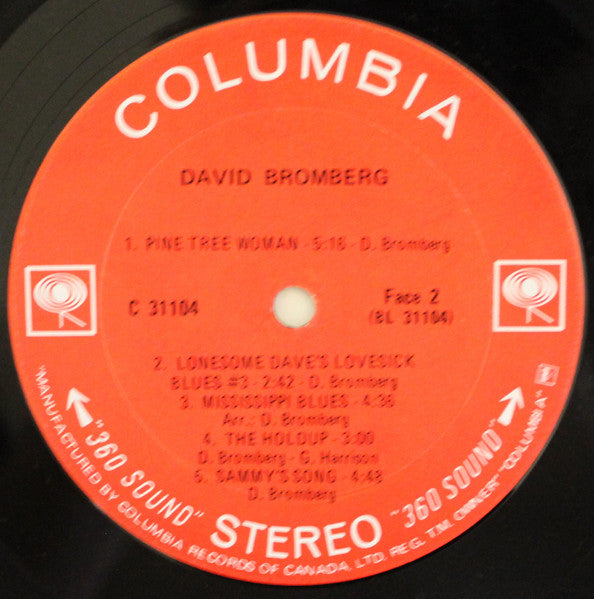 COLUMBIA
DAVID BROMBERG
1. PINE TREE WOMAN - 5:16 - D. Bromberg
C 31104
Face 2
(BL 31104)
2. LONESOME DAVE'S LOVESICK
BLUES #3 - 2:42 - D. Bromberg
3. MISSISSIPPI BLUES - 4:36
Arr.: D. Bromberg
4. THE HOLDUP - 3:00
D. Bromberg - G. Harrison
5. SAMMY'S SONG - 4:48
D. Bromberg
"360 SOUND" STEREO "360 SOUND"
"MANUFACTURED BY COLUMBIA RECORDS OF CANADA, LTD. REG. T.M. OWNER" "COLUMBIA"